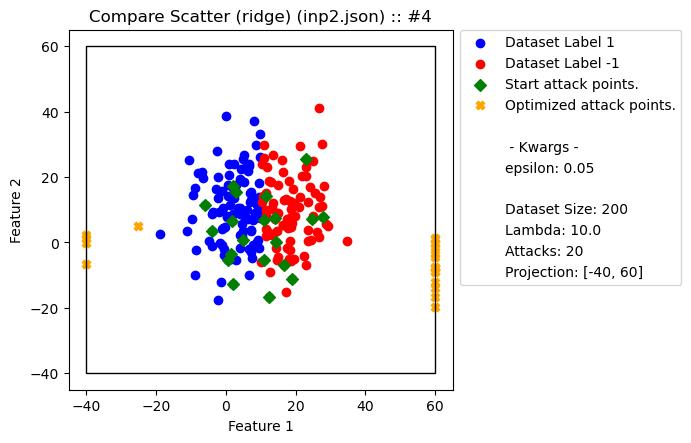 Compare Scatter (ridge) (inp2.json) :: #4
Dataset Label 1
Dataset Label -1
Start attack points.
Optimized attack points.
- Kwargs -
epsilon: 0.05
Dataset Size: 200
Lambda: 10.0
Attacks: 20
Projection: [-40, 60]
Feature 2
60
40
20
0
−20
−40
−40
−20
0
20
40
60
Feature 1